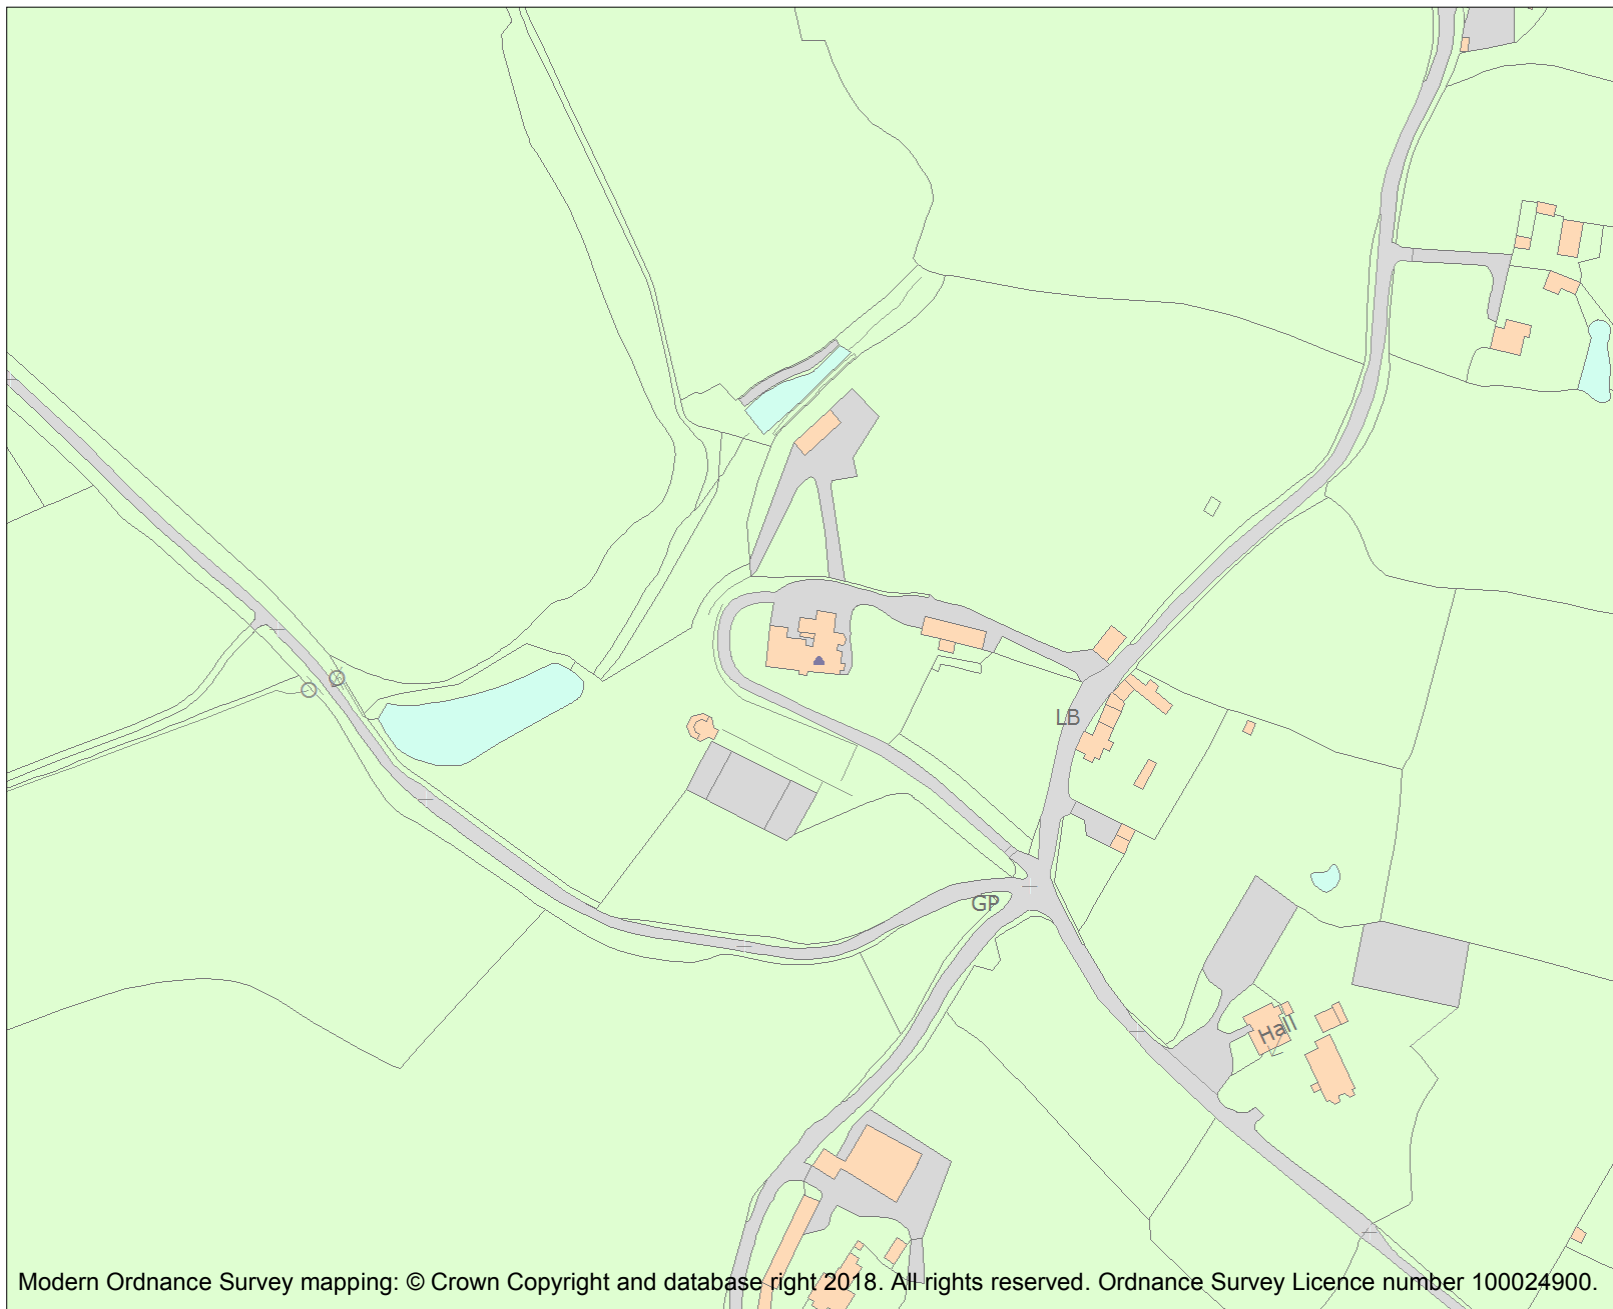 LB
GP
Hall
Modern Ordnance Survey mapping: © Crown Copyright and database right 2018. All rights reserved. Ordnance Survey Licence number 100024900.